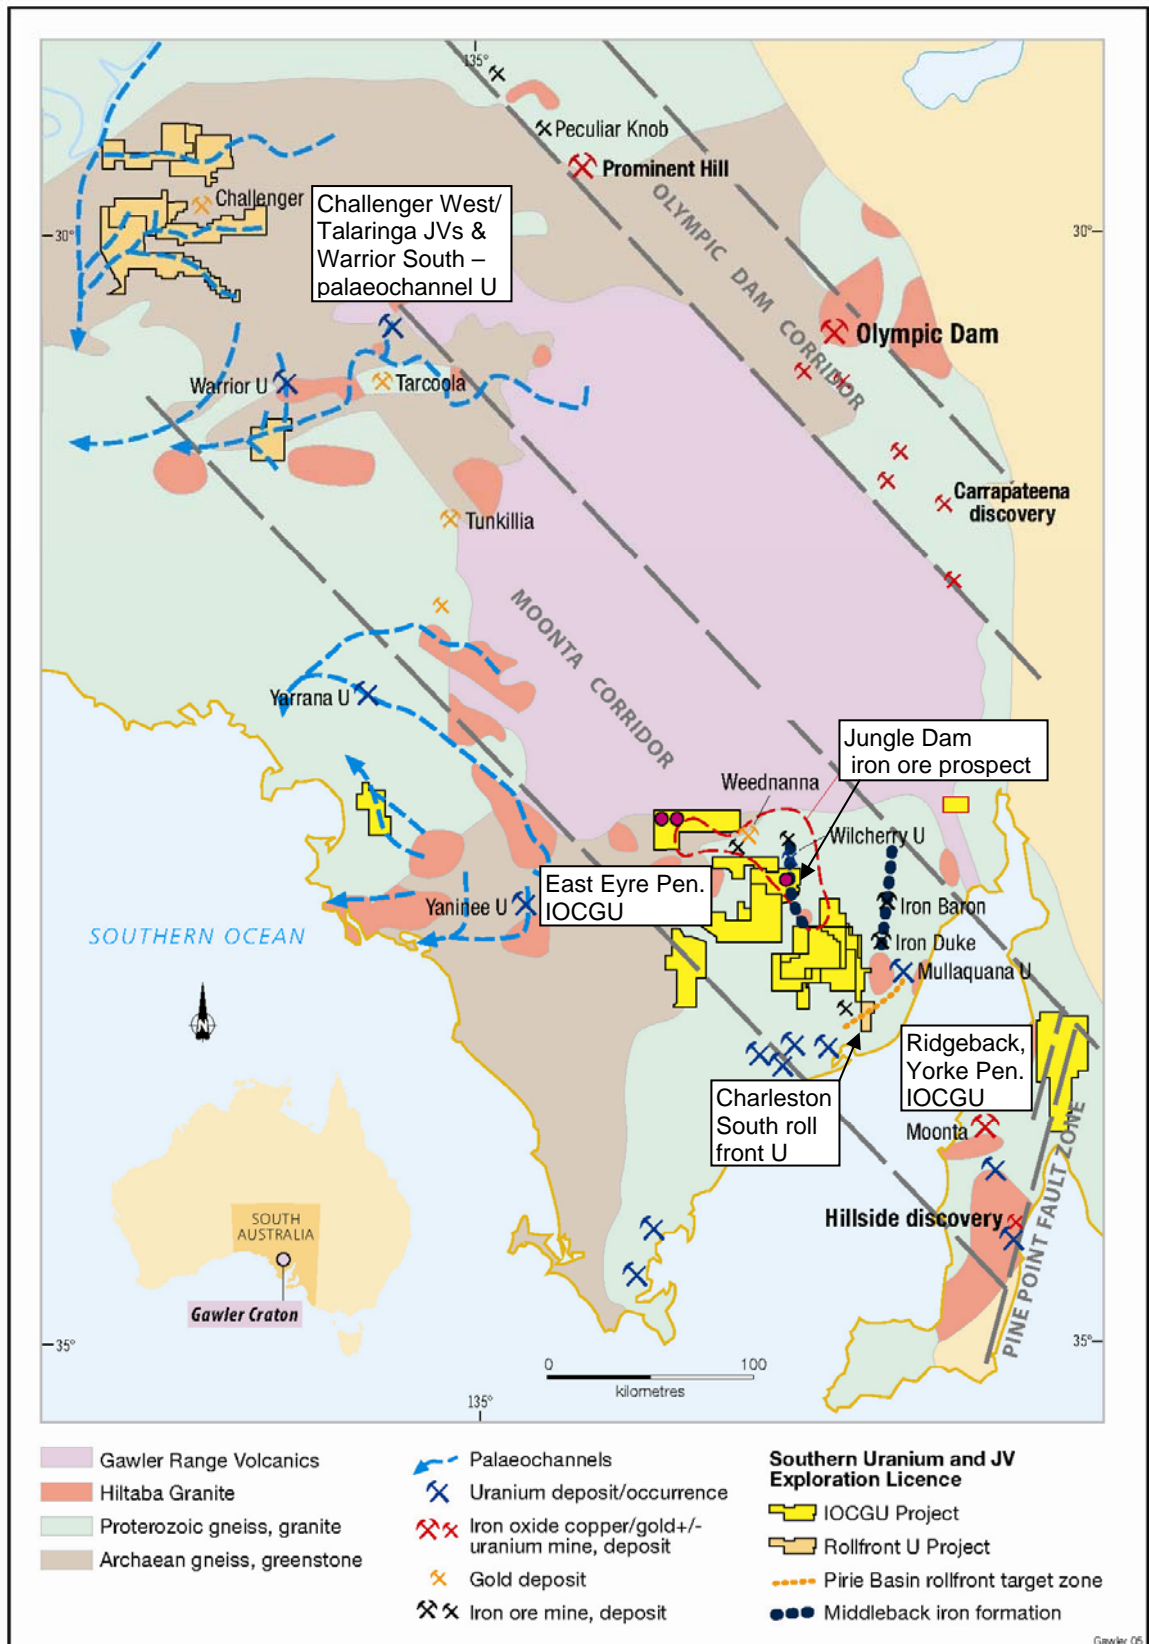 135°
Peculiar Knob
Prominent Hill
Challenger
Challenger West/
Talaringa JVs &
Warrior South –
palaeochannel U
30°
30°
OLYMPIC DAM CORRIDOR
Olympic Dam
Warrior U
Tarcoola
Carrapateena
discovery
Tunkillia
MOONTA CORRIDOR
Yarrana U
Jungle Dam
iron ore prospect
Weednanna
Wilcherry U
East Eyre Pen.
IOCGU
Yaninee U
Iron Baron
SOUTHERN OCEAN
Iron Duke
Mullaquana U
N
Ridgeback,
Yorke Pen.
IOCGU
Charleston
South roll
front U
Moonta
PINE POINT FAULT ZONE
Hillside discovery
SOUTH
AUSTRALIA
Gawler Craton
35°
35°
0 100
kilometres
135°
Gawler Range Volcanics
Hiltaba Granite
Proterozoic gneiss, granite
Archaean gneiss, greenstone
Palaeochannels
Uranium deposit/occurrence
Iron oxide copper/gold+/-
uranium mine, deposit
Gold deposit
Iron ore mine, deposit
Southern Uranium and JV
Exploration Licence
IOCGU Project
Rollfront U Project
Pirie Basin rollfront target zone
Middleback iron formation
Gawler 05